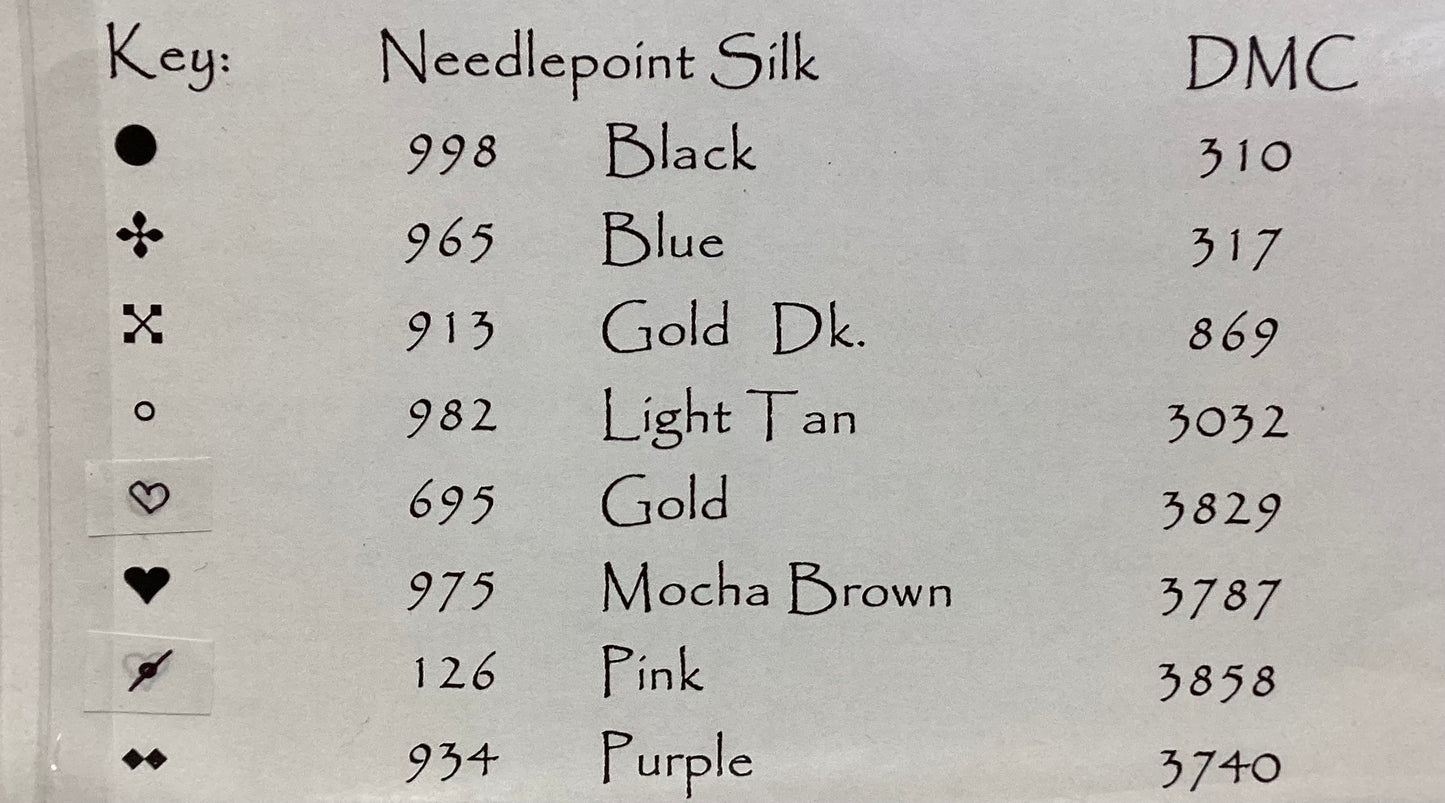 Key: Needlepoint Silk DMC
998 Black 310
965 Blue 317
913 Gold Dk. 869
982 Light Tan 3032
695 Gold 3829
975 Mocha Brown 3787
126 Pink 3858
934 Purple 3740